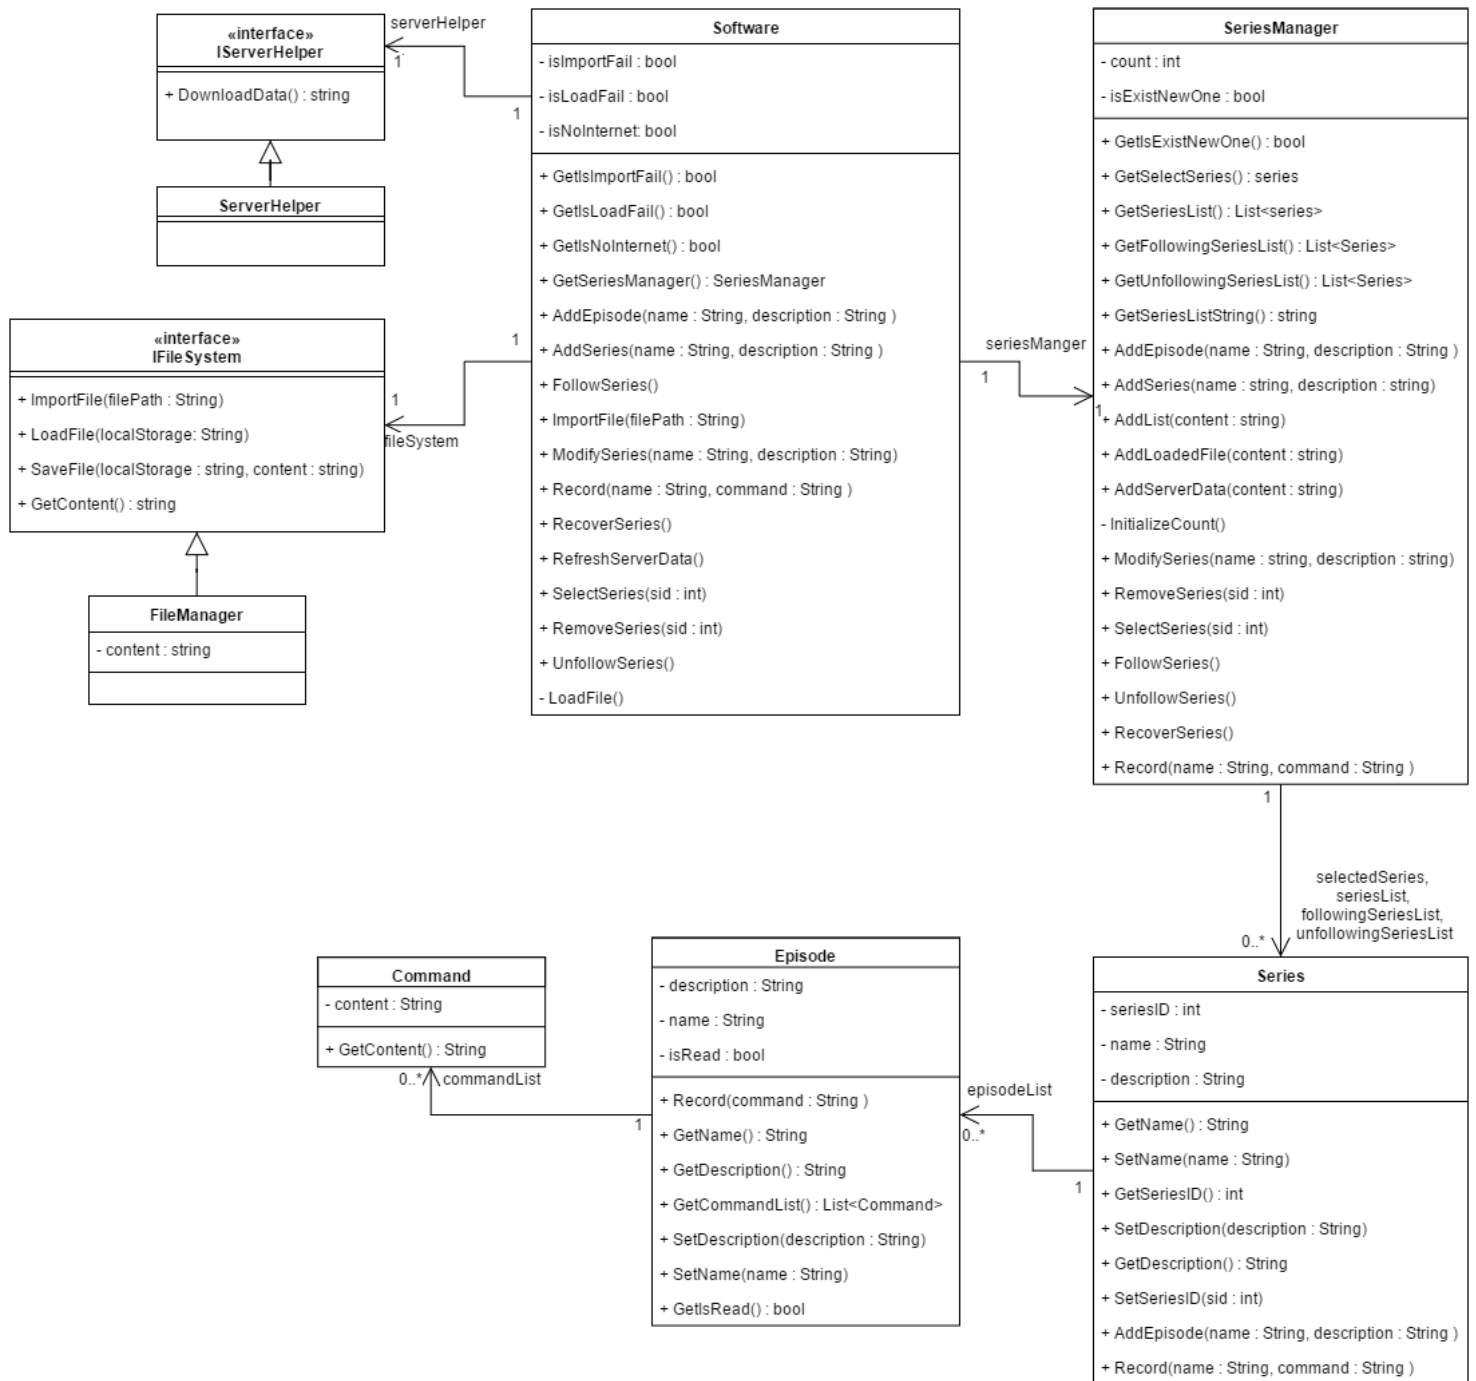 «interface»
IServerHelper
+ DownloadData() : string
ServerHelper
serverHelper
1
1
«interface»
IFileSystem
+ ImportFile(filePath : String)
+ LoadFile(localStorage: String)
+ SaveFile(localStorage : string, content : string)
+ GetContent() : string
FileManager
- content : string
1
1
fileSystem
Software
- isImportFail : bool
- isLoadFail : bool
- isNoInternet: bool
+ GetIsImportFail() : bool
+ GetIsLoadFail() : bool
+ GetIsNoInternet() : bool
+ GetSeriesManager() : SeriesManager
+ AddEpisode(name : String, description : String )
+ AddSeries(name : String, description : String )
+ FollowSeries()
+ ImportFile(filePath : String)
+ ModifySeries(name : String, description : String)
+ Record(name : String, command : String )
+ RecoverSeries()
+ RefreshServerData()
+ SelectSeries(sid : int)
+ RemoveSeries(sid : int)
+ UnfollowSeries()
- LoadFile()
seriesManger
1
1
SeriesManager
- count : int
- isExistNewOne : bool
+ GetIsExistNewOne() : bool
+ GetSelectSeries() : series
+ GetSeriesList() : List<series>
+ GetFollowingSeriesList() : List<Series>
+ GetUnfollowingSeriesList() : List<Series>
+ GetSeriesListString() : string
+ AddEpisode(name : String, description : String )
+ AddSeries(name : string, description : string)
+ AddList(content : string)
+ AddLoadedFile(content : string)
+ AddServerData(content : string)
- InitializeCount()
+ ModifySeries(name : string, description : string)
+ RemoveSeries(sid : int)
+ SelectSeries(sid : int)
+ FollowSeries()
+ UnfollowSeries()
+ RecoverSeries()
+ Record(name : String, command : String )
1
selectedSeries,
seriesList,
followingSeriesList,
unfollowingSeriesList
0..*
Command
- content : String
+ GetContent() : String
0..*
commandList
1
Episode
- description : String
- name : String
- isRead : bool
+ Record(command : String )
+ GetName() : String
+ GetDescription() : String
+ GetCommandList() : List<Command>
+ SetDescription(description : String)
+ SetName(name : String)
+ GetIsRead() : bool
episodeList
0..*
1
Series
- seriesID : int
- name : String
- description : String
+ GetName() : String
+ SetName(name : String)
+ GetSeriesID() : int
+ SetDescription(description : String)
+ GetDescription() : String
+ SetSeriesID(sid : int)
+ AddEpisode(name : String, description : String )
+ Record(name : String, command : String )